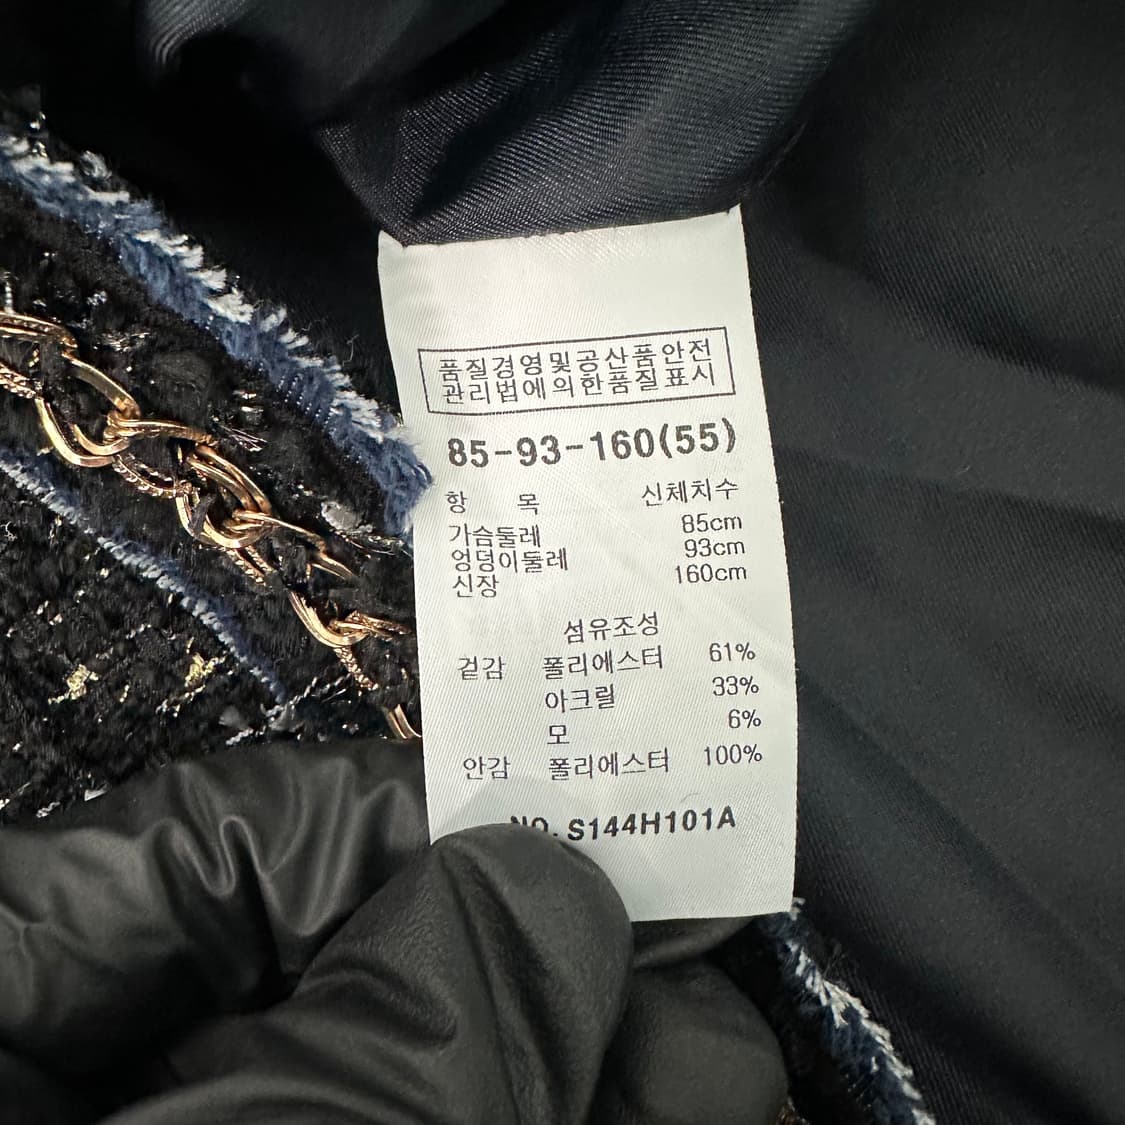 품질경영및공산품안전
관리법에의한품질표시
85-93-160(55)
항 목 신체치수
가슴둘레 85cm
엉덩이둘레 93cm
신장 160cm
섬유조성
겉감 폴리에스터 61%
아크릴 33%
모 6%
안감 폴리에스터 100%
NO. S144H101A